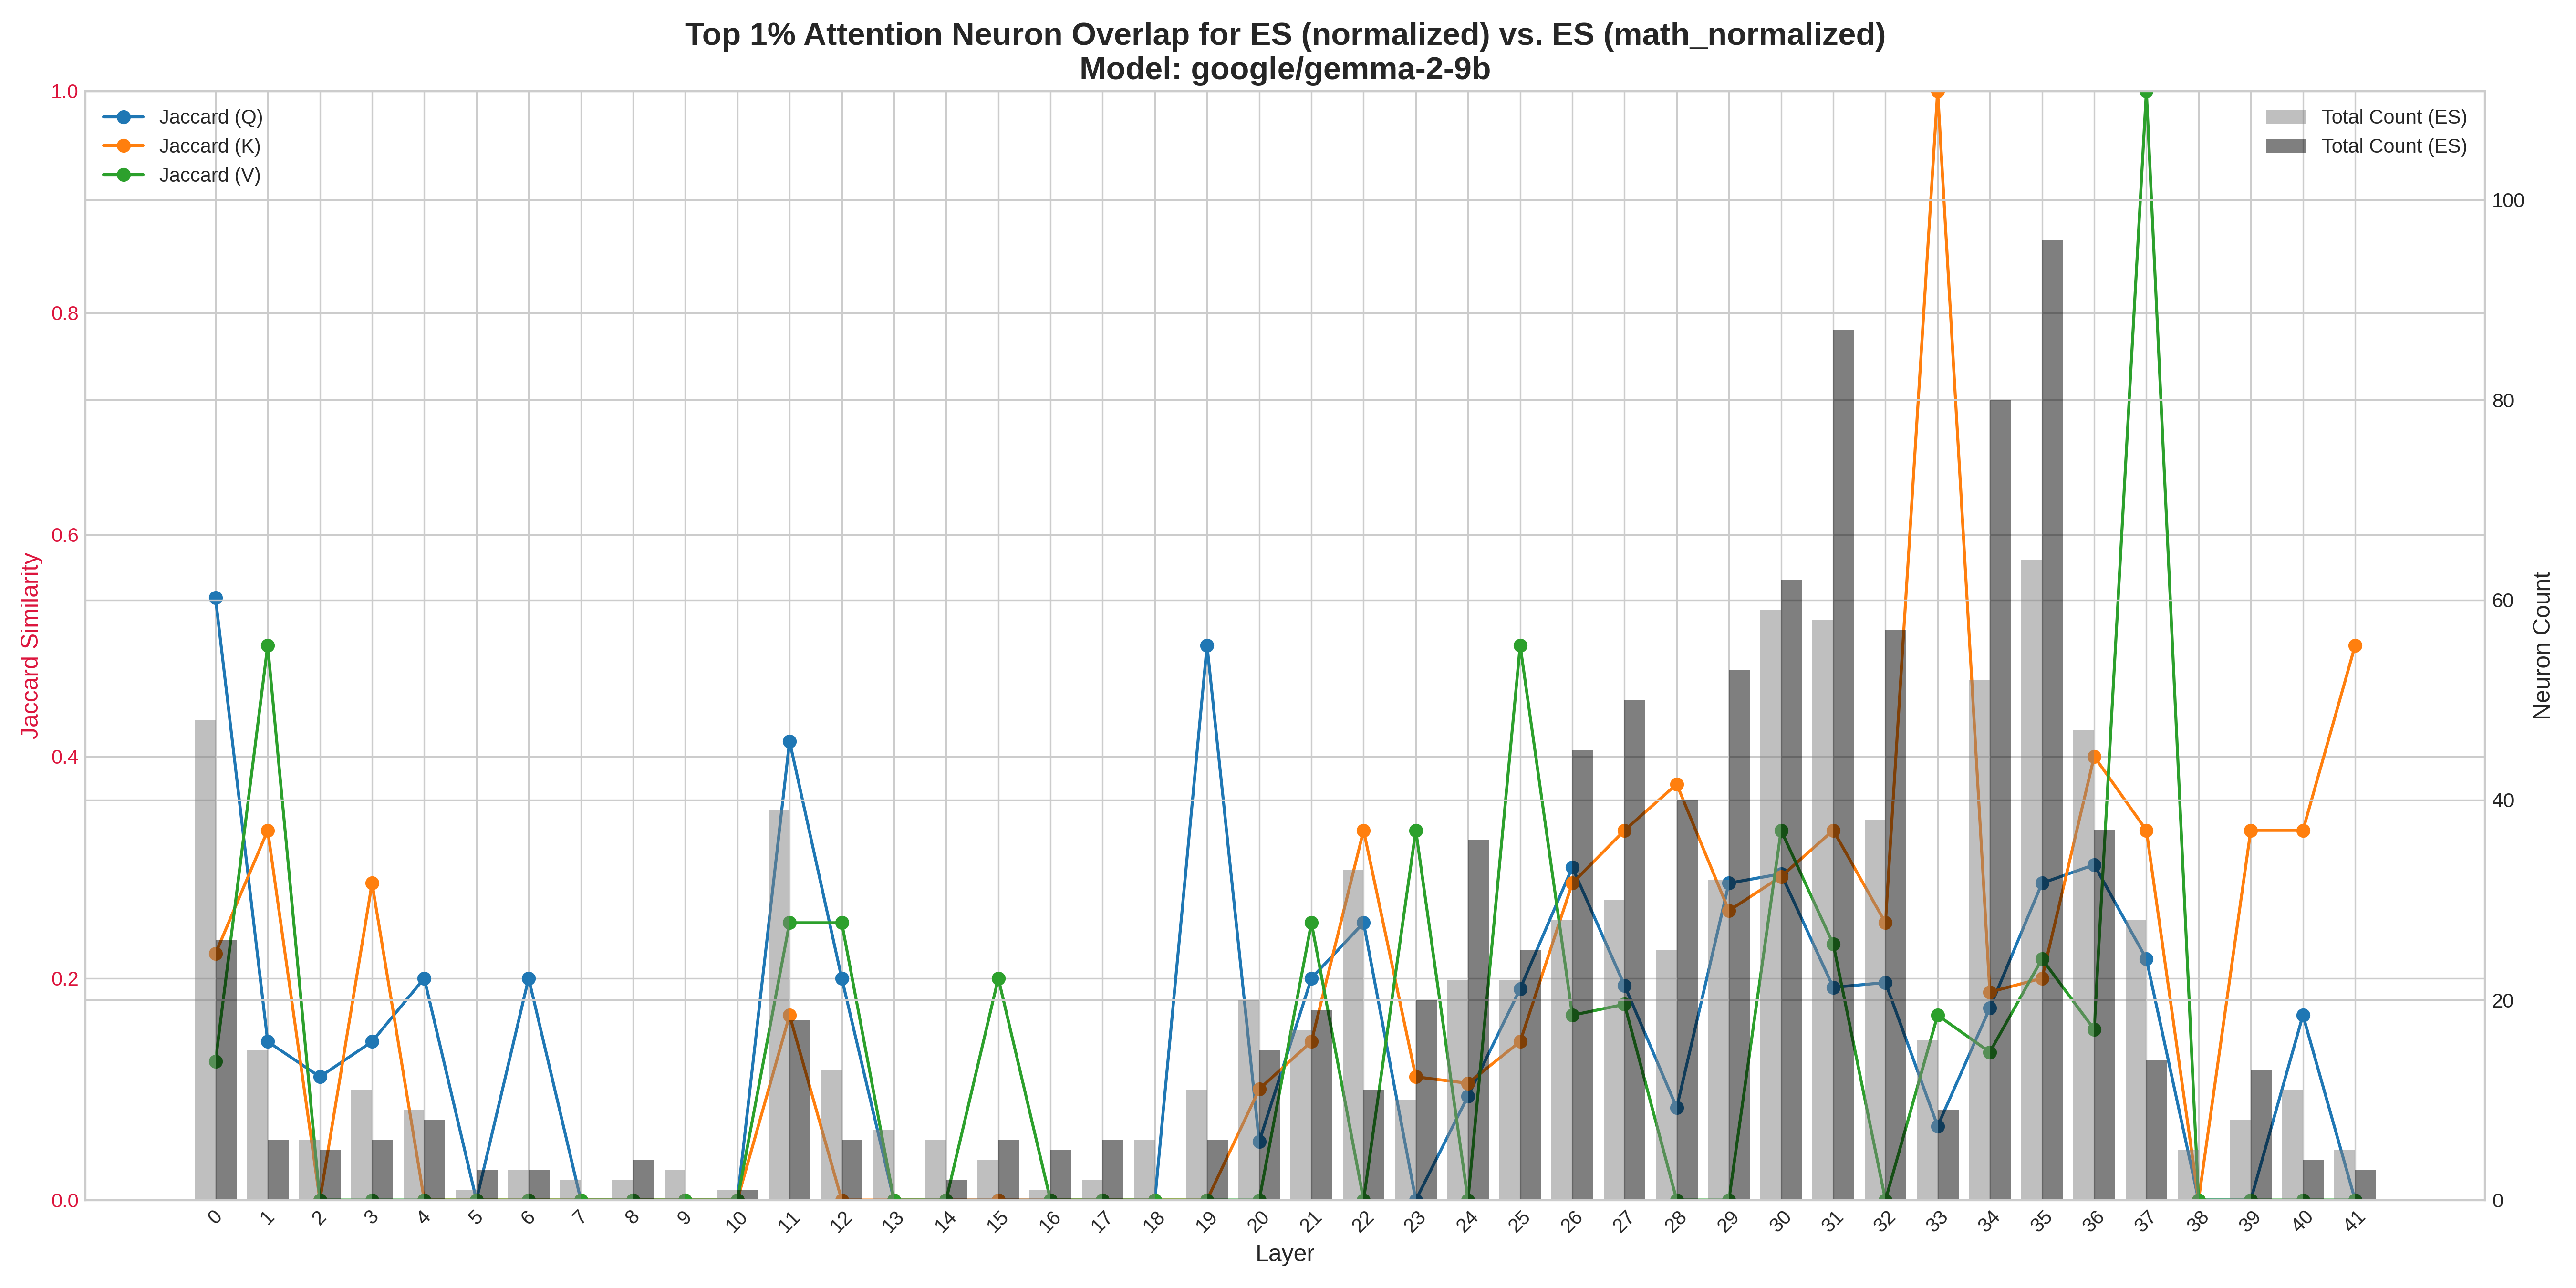 Top 1% Attention Neuron Overlap for ES (normalized) vs. ES (math_normalized)
Model: google/gemma-2-9b
Jaccard (Q)
Jaccard (K)
Jaccard (V)
Total Count (ES)
Total Count (ES)
1.0
0.8
0.6
0.4
0.2
0.0
Jaccard Similarity
100
80
60
40
20
0
Neuron Count
0 1 2 3 4 5 6 7 8 9 10 11 12 13 14 15 16 17 18 19 20 21 22 23 24 25 26 27 28 29 30 31 32 33 34 35 36 37 38 39 40 41
Layer